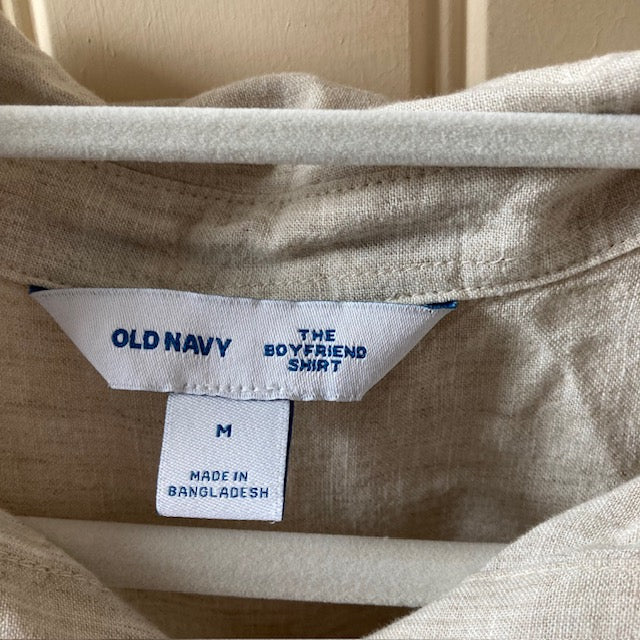 OLD NAVY
THE
BOYFRIEND
SHIRT
M
MADE IN
BANGLADESH